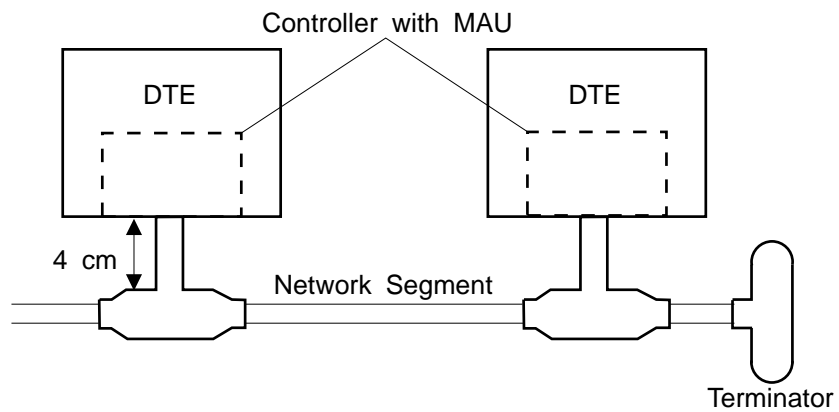 Controller with MAU
DTE
DTE
4 cm
Network Segment
Terminator